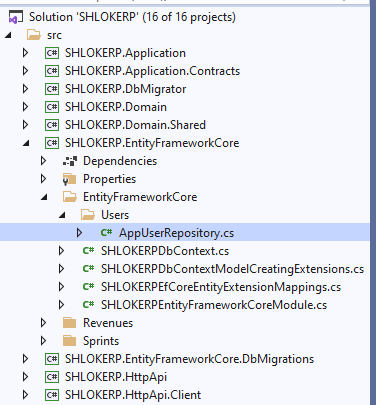 Solution 'SHLOKERP' (16 of 16 projects)
src
C# SHLOKERP.Application
C# SHLOKERP.Application.Contracts
C# SHLOKERP.DbMigrator
C# SHLOKERP.Domain
C# SHLOKERP.Domain.Shared
C# SHLOKERP.EntityFrameworkCore
Dependencies
Properties
EntityFrameworkCore
Users
C# AppUserRepository.cs
C# SHLOKERPDbContext.cs
C# SHLOKERPDbContextModelCreatingExtensions.cs
C# SHLOKERPEfCoreEntityExtensionMappings.cs
C# SHLOKERPEntityFrameworkCoreModule.cs
Revenues
Sprints
C# SHLOKERP.EntityFrameworkCore.DbMigrations
C# SHLOKERP.HttpApi
C# SHLOKERP.HttpApi.Client